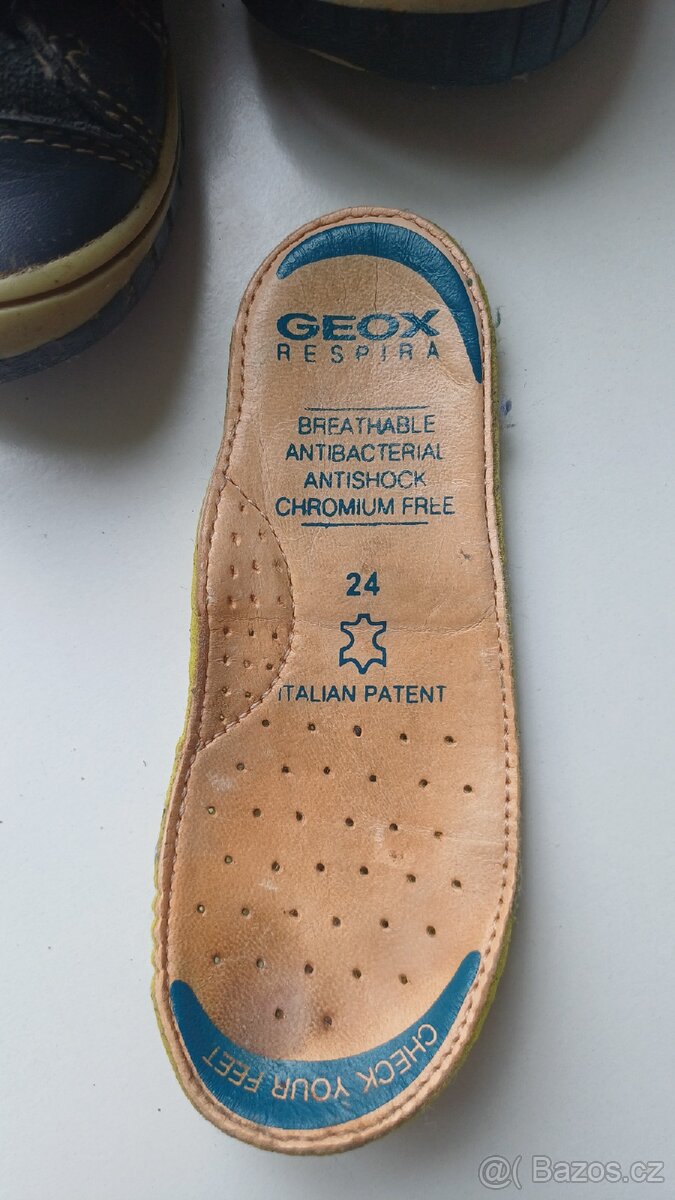 GEOX
RESPIRA
BREATHABLE
ANTIBACTERIAL
ANTISHOCK
CHROMIUM FREE
24
ITALIAN PATENT
CHECK YOUR FEET
@( Bazos.cz